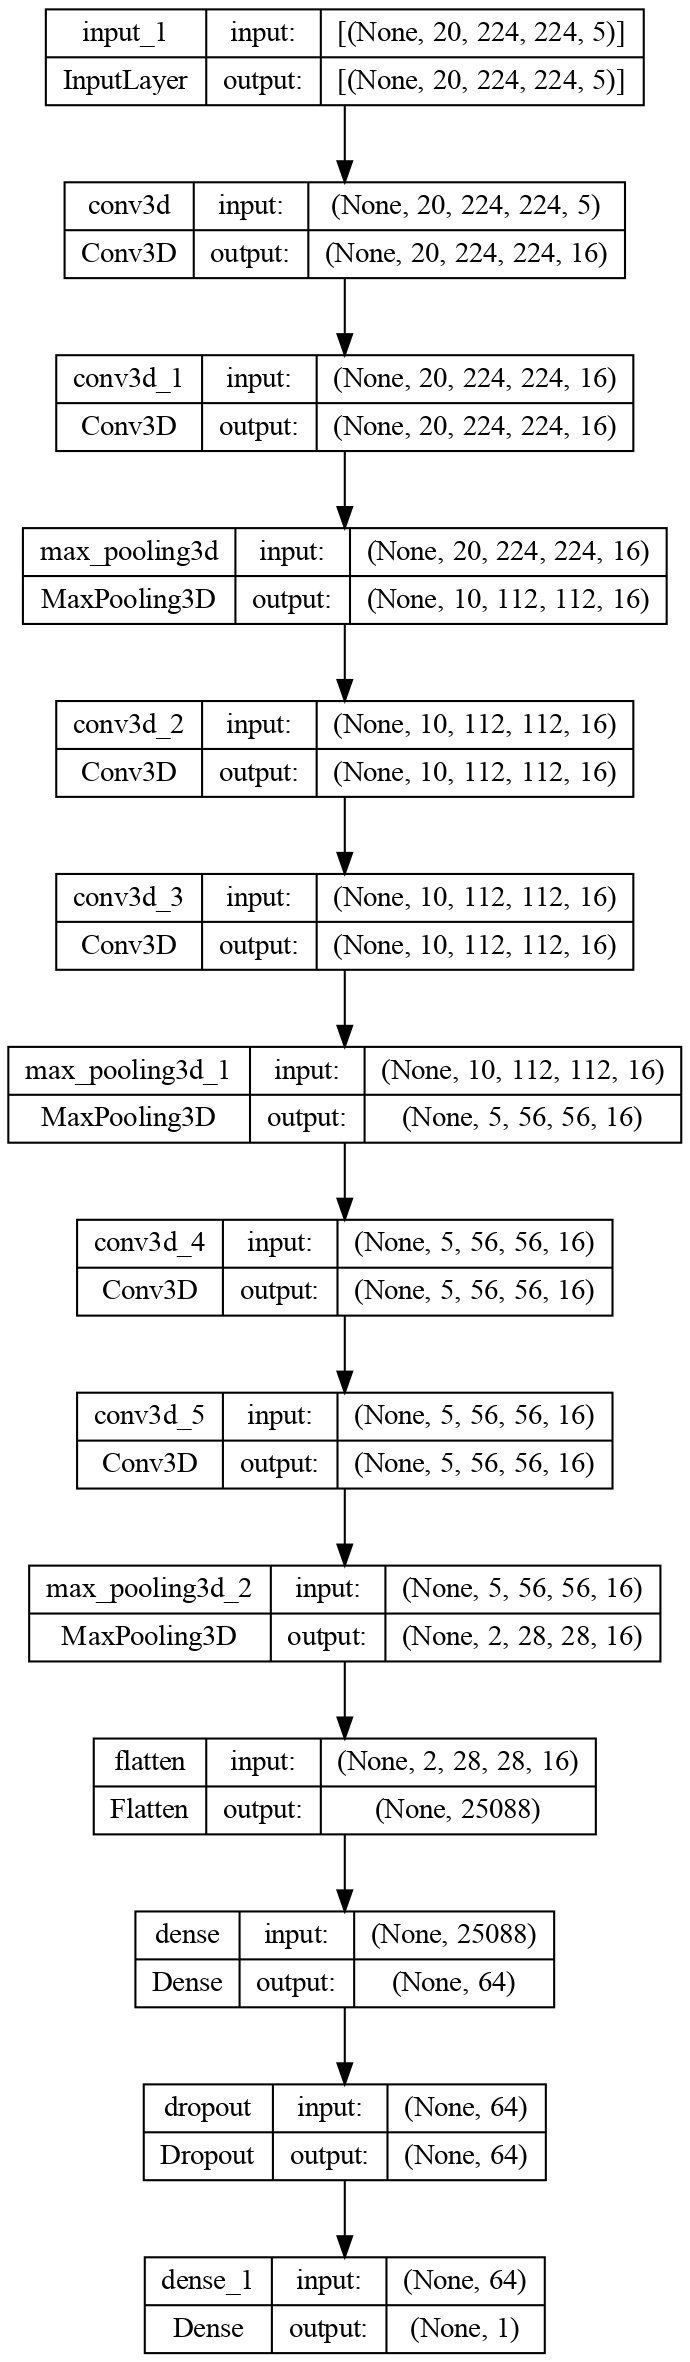 input_1 input: [(None, 20, 224, 224, 5)]
InputLayer output: [(None, 20, 224, 224, 5)]
conv3d input: (None, 20, 224, 224, 5)
Conv3D output: (None, 20, 224, 224, 16)
conv3d_1 input: (None, 20, 224, 224, 16)
Conv3D output: (None, 20, 224, 224, 16)
max_pooling3d input: (None, 20, 224, 224, 16)
MaxPooling3D output: (None, 10, 112, 112, 16)
conv3d_2 input: (None, 10, 112, 112, 16)
Conv3D output: (None, 10, 112, 112, 16)
conv3d_3 input: (None, 10, 112, 112, 16)
Conv3D output: (None, 10, 112, 112, 16)
max_pooling3d_1 input: (None, 10, 112, 112, 16)
MaxPooling3D output: (None, 5, 56, 56, 16)
conv3d_4 input: (None, 5, 56, 56, 16)
Conv3D output: (None, 5, 56, 56, 16)
conv3d_5 input: (None, 5, 56, 56, 16)
Conv3D output: (None, 5, 56, 56, 16)
max_pooling3d_2 input: (None, 5, 56, 56, 16)
MaxPooling3D output: (None, 2, 28, 28, 16)
flatten input: (None, 2, 28, 28, 16)
Flatten output: (None, 25088)
dense input: (None, 25088)
Dense output: (None, 64)
dropout input: (None, 64)
Dropout output: (None, 64)
dense_1 input: (None, 64)
Dense output: (None, 1)